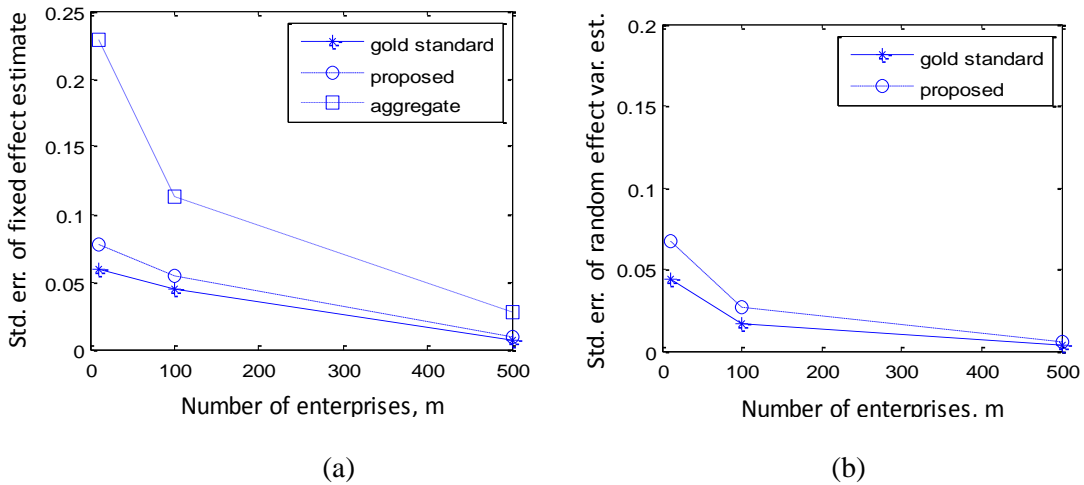 Std. err. of fixed effect estimate
0.25
0.2
0.15
0.1
0.05
0
gold standard
proposed
aggregate
0 100 200 300 400 500
Number of enterprises, m
(a)
Std. err. of random effect var. est.
0.2
0.15
0.1
0.05
0
gold standard
proposed
0 100 200 300 400 500
Number of enterprises. m
(b)